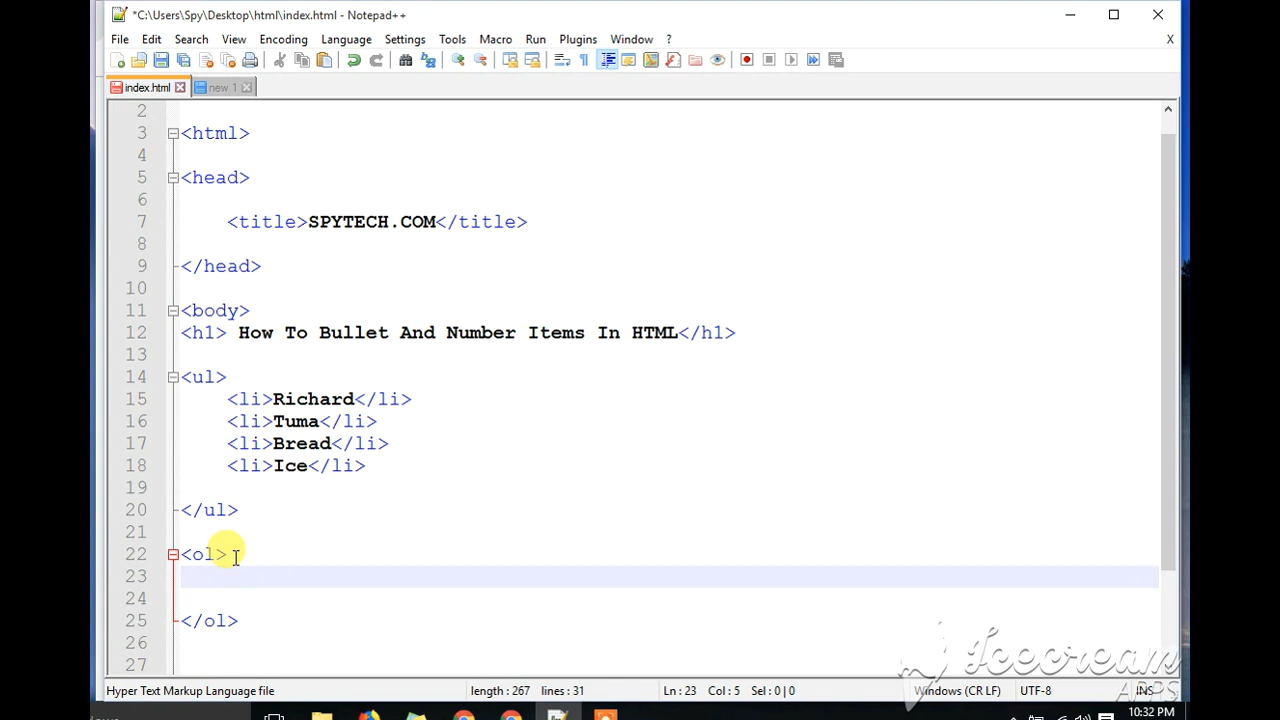 *C:\Users\Spy\Desktop\html\index.html - Notepad++
File Edit Search View Encoding Language Settings Tools Macro Run Plugins Window ? X
index.html new 1
2
3 <html>
4
5 <head>
6
7 <title>SPYTECH.COM</title>
8
9 </head>
10
11 <body>
12 <h1> How To Bullet And Number Items In HTML</h1>
13
14 <ul>
15 <li>Richard</li>
16 <li>Tuma</li>
17 <li>Bread</li>
18 <li>Ice</li>
19
20 </ul>
21
22 <ol>
23
24
25 </ol>
26
27
Icecream
APPS
Hyper Text Markup Language file length : 267 lines : 31 Ln : 23 Col : 5 Sel : 0 | 0 Windows (CR LF) UTF-8 INS
10:32 PM